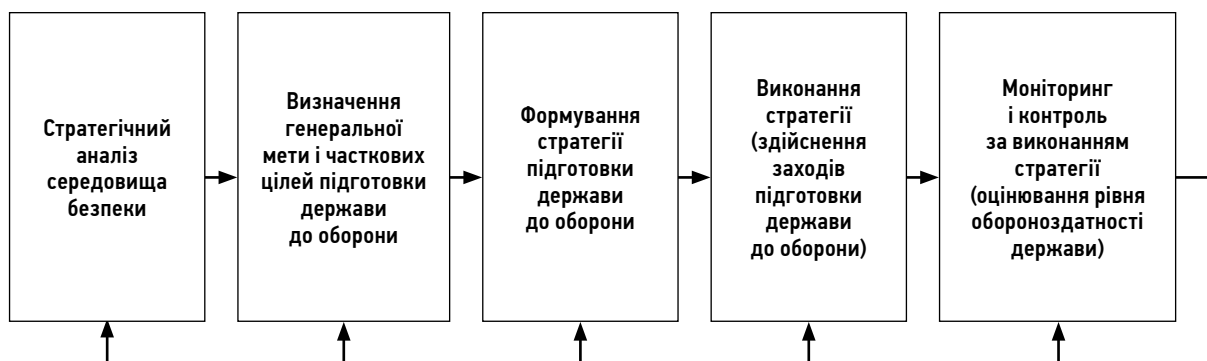 Стратегічний
аналіз
середовища
безпеки
Визначення
генеральної
мети і часткових
цілей підготовки
держави
до оборони
Формування
стратегії
підготовки
держави
до оборони
Виконання
стратегії
(здійснення
заходів
підготовки
держави
до оборони)
Моніторинг
і контроль
за виконанням
стратегії
(оцінювання рівня
обороноздатності
держави)